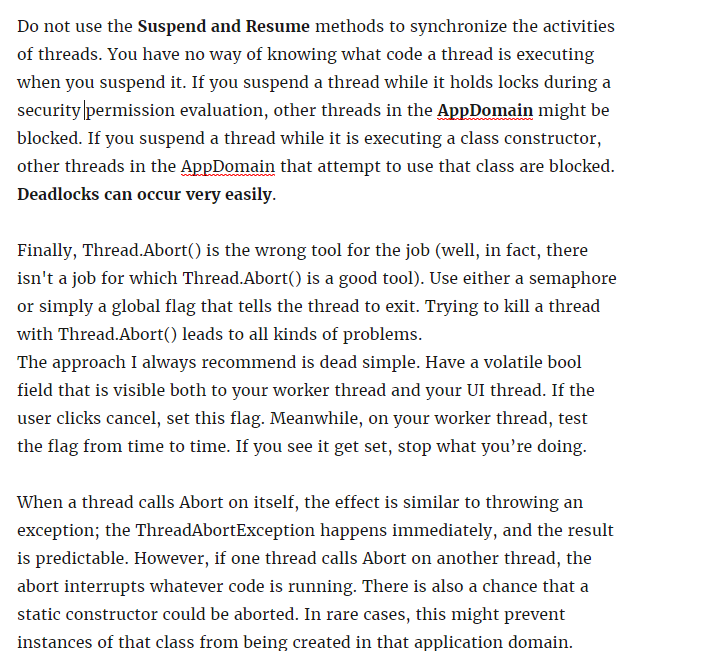 Do not use the Suspend and Resume methods to synchronize the activities
of threads. You have no way of knowing what code a thread is executing
when you suspend it. If you suspend a thread while it holds locks during a
security permission evaluation, other threads in the AppDomain might be
blocked. If you suspend a thread while it is executing a class constructor,
other threads in the AppDomain that attempt to use that class are blocked.
Deadlocks can occur very easily.
Finally, Thread.Abort() is the wrong tool for the job (well, in fact, there
isn't a job for which Thread.Abort() is a good tool). Use either a semaphore
or simply a global flag that tells the thread to exit. Trying to kill a thread
with Thread.Abort() leads to all kinds of problems.
The approach I always recommend is dead simple. Have a volatile bool
field that is visible both to your worker thread and your UI thread. If the
user clicks cancel, set this flag. Meanwhile, on your worker thread, test
the flag from time to time. If you see it get set, stop what you’re doing.
When a thread calls Abort on itself, the effect is similar to throwing an
exception; the ThreadAbortException happens immediately, and the result
is predictable. However, if one thread calls Abort on another thread, the
abort interrupts whatever code is running. There is also a chance that a
static constructor could be aborted. In rare cases, this might prevent
instances of that class from being created in that application domain.